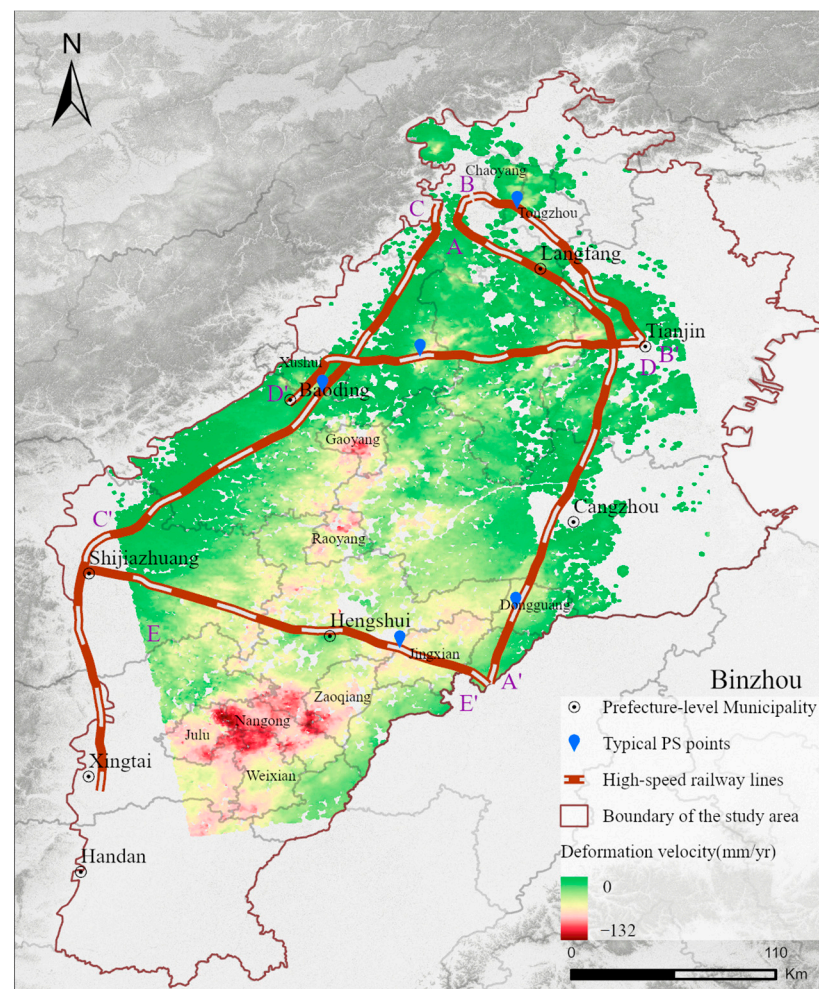 N
Chaoyang
B
C
Tongzhou
A
Langfang
Tianjin
B'
Xushui
D
D'
Baoding
Gaoyang
Cangzhou
C'
Raoyang
Shijiazhuang
Dongguang
E
Hengshui
Jingxian
A'
E'
Binzhou
Zaoqiang
Prefecture-level Municipality
Nangong
Julu
Typical PS points
Xingtai
Weixian
High-speed railway lines
Boundary of the study area
Handan
Deformation velocity(mm/yr)
0
−132
0 110
Km